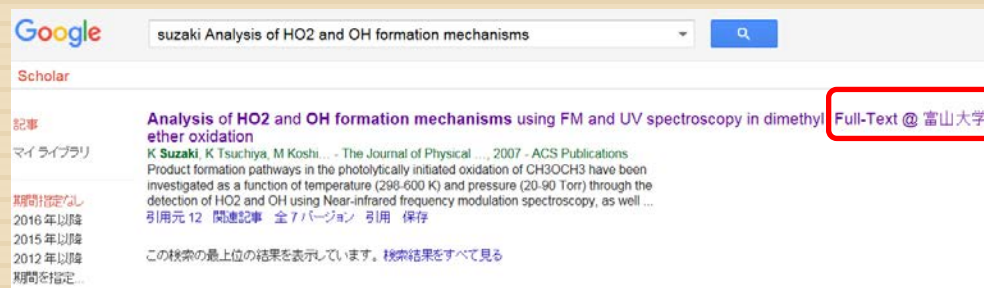 Google
suzaki Analysis of HO2 and OH formation mechanisms
Scholar
記事
マイ ライブラリ
期間指定なし
2016 年以降
2015 年以降
2012 年以降
期間を指定...
Analysis of HO2 and OH formation mechanisms using FM and UV spectroscopy in dimethyl
ether oxidation
Full-Text @ 富山大学
K Suzaki, K Tsuchiya, M Koshi... - The Journal of Physical ..., 2007 - ACS Publications
Product formation pathways in the photolytically initiated oxidation of CH3OCH3 have been
investigated as a function of temperature (298-600 K) and pressure (20-90 Torr) through the
detection of HO2 and OH using Near-infrared frequency modulation spectroscopy, as well ...
引用元 12 関連記事 全 7 バージョン 引用 保存
この検索の最上位の結果を表示しています。検索結果をすべて見る